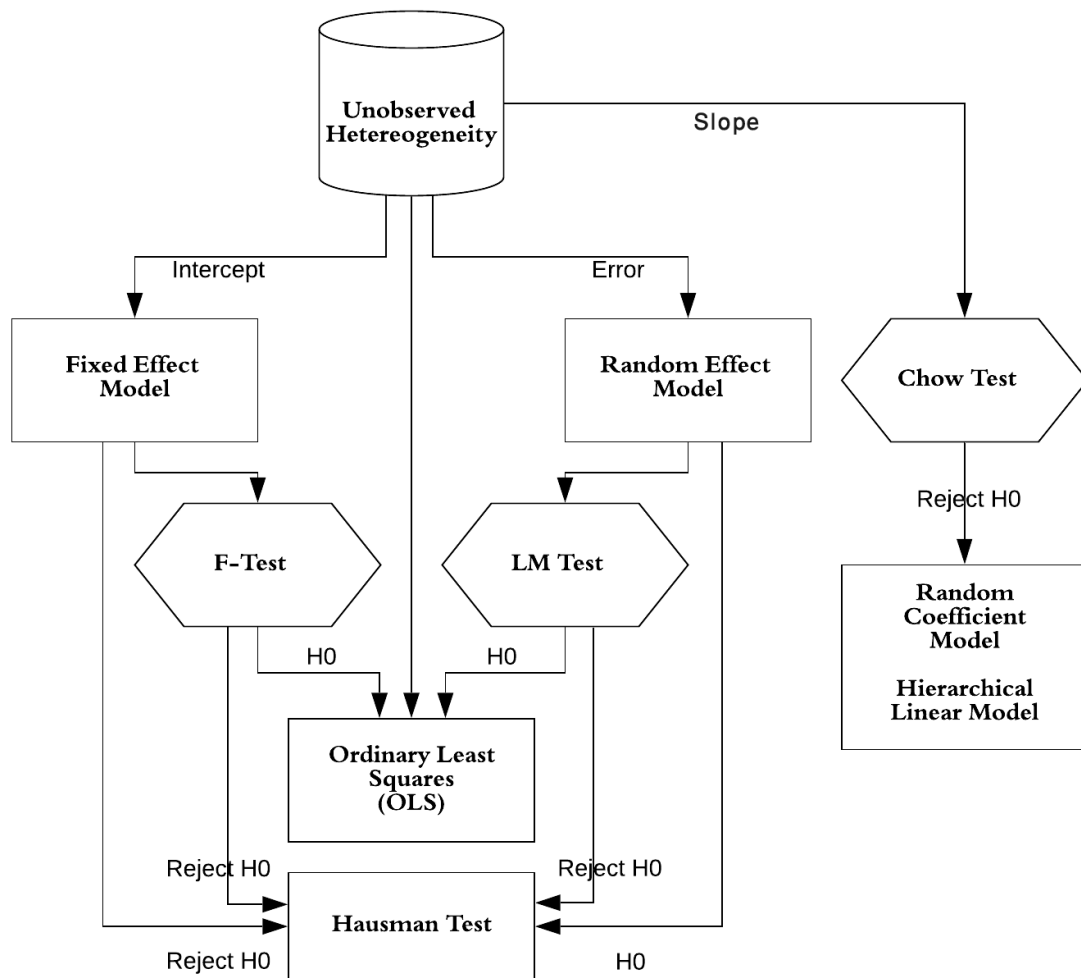 Unobserved
Hetereogeneity
Slope
Intercept
Error
Fixed Effect
Model
Random Effect
Model
Chow Test
Reject H0
F-Test
LM Test
Random
Coefficient
Model
Hierarchical
Linear Model
H0
H0
Ordinary Least
Squares
(OLS)
Reject H0
Reject H0
Hausman Test
Reject H0
H0